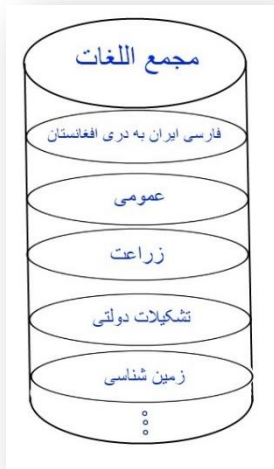 مجمع اللغات
فارسی ایران به دری افغانستان
عمومی
زراعت
تشکیلات دولتی
زمین شناسی